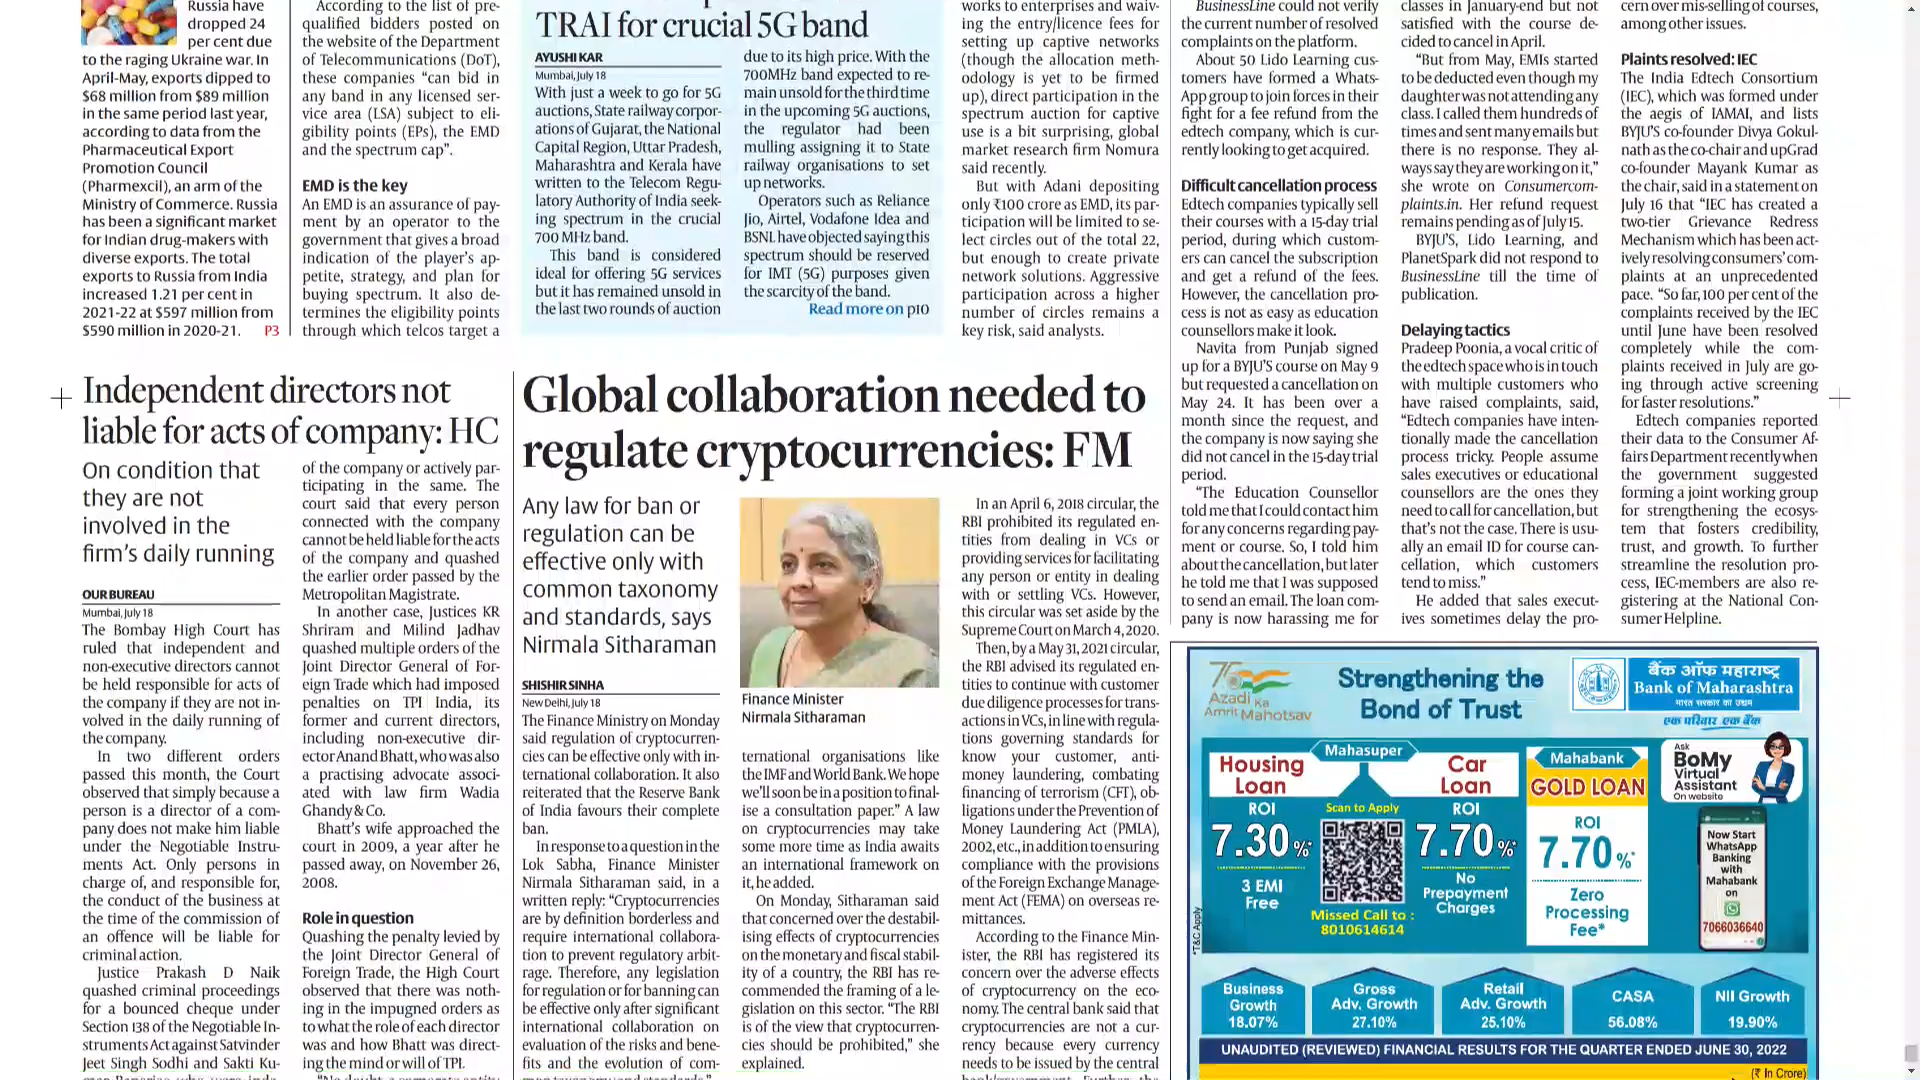 Russia have
dropped 24
per cent due
to the raging Ukraine war. In
April-May, exports dipped to
$68 million from $89 million
in the same period last year,
according to data from the
Pharmaceutical Export
Promotion Council
(Pharmexcil), an arm of the
Ministry of Commerce. Russia
has been a significant market
for Indian drug-makers with
diverse exports. The total
exports to Russia from India
increased 1.21 per cent in
2021-22 at $597 million from
$590 million in 2020-21. P3
According to the list of pre-
qualified bidders posted on
the website of the Department
of Telecommunications (DoT),
these companies “can bid in
any band in any licensed ser-
vice area (LSA) subject to eli-
gibility points (EPs), the EMD
and the spectrum cap”.
EMD is the key
An EMD is an assurance of pay-
ment by an operator to the
government that gives a broad
indication of the player's ap-
petite, strategy, and plan for
buying spectrum. It also de-
termines the eligibility points
through which telcos target a
TRAI for crucial 5G band
AYUSHI KAR
Mumbai, July 18
With just a week to go for 5G
auctions, State railway corpor-
ations of Gujarat, the National
Capital Region, Uttar Pradesh,
Maharashtra and Kerala have
written to the Telecom Regu-
latory Authority of India seek-
ing spectrum in the crucial
700 MHz band.
This band is considered
ideal for offering 5G services
but it has remained unsold in
the last two rounds of auction
due to its high price. With the
700MHz band expected to re-
main unsold for the third time
in the upcoming 5G auctions,
the regulator had been
mulling assigning it to State
railway organisations to set
up networks.
Operators such as Reliance
Jio, Airtel, Vodafone Idea and
BSNL have objected saying this
spectrum should be reserved
for IMT (5G) purposes given
the scarcity of the band.
Read more on p10
works to enterprises and waiv-
ing the entry/licence fees for
setting up captive networks
(though the allocation meth-
odology is yet to be firmed
up), direct participation in the
spectrum auction for captive
use is a bit surprising, global
market research firm Nomura
said recently.
But with Adani depositing
only ₹100 crore as EMD, its par-
ticipation will be limited to se-
lect circles out of the total 22,
but enough to create private
network solutions. Aggressive
participation across a higher
number of circles remains a
key risk, said analysts.
BusinessLine could not verify
the current number of resolved
complaints on the platform.
About 50 Lido Learning cus-
tomers have formed a Whats-
App group to join forces in their
fight for a fee refund from the
edtech company, which is cur-
rently looking to get acquired.
Difficult cancellation process
Edtech companies typically sell
their courses with a 15-day trial
period, during which custom-
ers can cancel the subscription
and get a refund of the fees.
However, the cancellation pro-
cess is not as easy as education
counsellors make it look.
Navita from Punjab signed
up for a BYJU'S course on May 9
but requested a cancellation on
May 24. It has been over a
month since the request, and
the company is now saying she
did not cancel in the 15-day trial
period.
“The Education Counsellor
told me that I could contact him
for any concerns regarding pay-
ment or course. So, I told him
about the cancellation, but later
he told me that I was supposed
to send an email. The loan com-
pany is now harassing me for
classes in January-end but not
satisfied with the course de-
cided to cancel in April.
“But from May, EMIs started
to be deducted even though my
daughter was not attending any
class. I called them hundreds of
times and sent many emails but
there is no response. They al-
ways say they are working on it,”
she wrote on Consumercom-
plaints.in. Her refund request
remains pending as of July 15.
BYJU'S, Lido Learning, and
PlanetSpark did not respond to
BusinessLine till the time of
publication.
Delaying tactics
Pradeep Poonia, a vocal critic of
the edtech space who is in touch
with multiple customers who
have raised complaints, said,
“Edtech companies have inten-
tionally made the cancellation
process tricky. People assume
sales executives or educational
counsellors are the ones they
need to call for cancellation, but
that's not the case. There is usu-
ally an email ID for course can-
cellation, which customers
tend to miss.”
He added that sales execut-
ives sometimes delay the pro-
cern over mis-selling of courses,
among other issues.
Plaints resolved: IEC
The India Edtech Consortium
(IEC), which was formed under
the aegis of IAMAI, and lists
BYJU'S co-founder Divya Gokul-
nath as the co-chair and upGrad
co-founder Mayank Kumar as
the chair, said in a statement on
July 16 that “IEC has created a
two-tier Grievance Redress
Mechanism which has been act-
ively resolving consumers' com-
plaints at an unprecedented
pace. “So far, 100 per cent of the
complaints received by the IEC
until June have been resolved
completely while the com-
plaints received in July are go-
ing through active screening
for faster resolutions.”
Edtech companies reported
their data to the Consumer Af-
fairs Department recently when
the government suggested
forming a joint working group
for strengthening the ecosys-
tem that fosters credibility,
trust, and growth. To further
streamline the resolution pro-
cess, IEC-members are also re-
gistering at the National Con-
sumer Helpline.
Independent directors not
liable for acts of company: HC
On condition that
they are not
involved in the
firm's daily running
OUR BUREAU
Mumbai, July 18
The Bombay High Court has
ruled that independent and
non-executive directors cannot
be held responsible for acts of
the company if they are not in-
volved in the daily running of
the company.
In two different orders
passed this month, the Court
observed that simply because a
person is a director of a com-
pany does not make him liable
under the Negotiable Instru-
ments Act. Only persons in
charge of, and responsible for,
the conduct of the business at
the time of the commission of
an offence will be liable for
criminal action.
Justice Prakash D Naik
quashed criminal proceedings
for a bounced cheque under
Section 138 of the Negotiable In-
struments Act against Satvinder
Jeet Singh Sodhi and Sakti Ku-
of the company or actively par-
ticipating in the same. The
court said that every person
connected with the company
cannot be held liable for the acts
of the company and quashed
the earlier order passed by the
Metropolitan Magistrate.
In another case, Justices KR
Shriram and Milind Jadhav
quashed multiple orders of the
Joint Director General of For-
eign Trade which had imposed
penalties on TPI India, its
former and current directors,
including non-executive dir-
ector Anand Bhatt, who was also
a practising advocate associ-
ated with law firm Wadia
Ghandy & Co.
Bhatt's wife approached the
court in 2009, a year after he
passed away, on November 26,
2008.
Role in question
Quashing the penalty levied by
the Joint Director General of
Foreign Trade, the High Court
observed that there was noth-
ing in the impugned orders as
to what the role of each director
was and how Bhatt was direct-
ing the mind or will of TPI.
Global collaboration needed to
regulate cryptocurrencies: FM
Any law for ban or
regulation can be
effective only with
common taxonomy
and standards, says
Nirmala Sitharaman
SHISHIR SINHA
New Delhi, July 18
The Finance Ministry on Monday
said regulation of cryptocurren-
cies can be effective only with in-
ternational collaboration. It also
reiterated that the Reserve Bank
of India favours their complete
ban.
In response to a question in the
Lok Sabha, Finance Minister
Nirmala Sitharaman said, in a
written reply: “Cryptocurrencies
are by definition borderless and
require international collabora-
tion to prevent regulatory arbit-
rage. Therefore, any legislation
for regulation or for banning can
be effective only after significant
international collaboration on
evaluation of the risks and bene-
fits and the evolution of com-
Finance Minister
Nirmala Sitharaman
ternational organisations like
the IMF and World Bank. We hope
we'll soon be in a position to final-
ise a consultation paper.” A law
on cryptocurrencies may take
some more time as India awaits
an international framework on
it, he added.
On Monday, Sitharaman said
that concerned over the destabil-
ising effects of cryptocurrencies
on the monetary and fiscal stabil-
ity of a country, the RBI has re-
commended the framing of a le-
gislation on this sector. “The RBI
is of the view that cryptocurren-
cies should be prohibited,” she
explained.
In an April 6, 2018 circular, the
RBI prohibited its regulated en-
tities from dealing in VCs or
providing services for facilitating
any person or entity in dealing
with or settling VCs. However,
this circular was set aside by the
Supreme Court on March 4, 2020.
Then, by a May 31, 2021 circular,
the RBI advised its regulated en-
tities to continue with customer
due diligence processes for trans-
actions in VCs, in line with regula-
tions governing standards for
know your customer, anti-
money laundering, combating
financing of terrorism (CFT), ob-
ligations under the Prevention of
Money Laundering Act (PMLA),
2002, etc., in addition to ensuring
compliance with the provisions
of the Foreign Exchange Manage-
ment Act (FEMA) on overseas re-
mittances.
According to the Finance Min-
ister, the RBI has registered its
concern over the adverse effects
of cryptocurrency on the eco-
nomy. The central bank said that
cryptocurrencies are not a cur-
rency because every currency
needs to be issued by the central
Azadi Ka
Amrit Mahotsav
Strengthening the
Bond of Trust
बैंक ऑफ महाराष्ट्र
Bank of Maharashtra
भारत सरकार का उद्यम
एक परिवार एक बैंक
Mahasuper
Housing
Loan
ROI
7.30%*
3 EMI
Free
Scan to Apply
Missed Call to :
8010614614
Car
Loan
ROI
7.70%*
No
Prepayment
Charges
Mahabank
GOLD LOAN
ROI
7.70%*
Zero
Processing
Fee*
Ask
BoMy
Virtual
Assistant
On website
Now Start
WhatsApp
Banking
with
Mahabank
on
7066036640
*T&C Apply
Business
Growth
18.07%
Gross
Adv. Growth
27.10%
Retail
Adv. Growth
25.10%
CASA
56.08%
NII Growth
19.90%
UNAUDITED (REVIEWED) FINANCIAL RESULTS FOR THE QUARTER ENDED JUNE 30, 2022
(₹ In Crore)